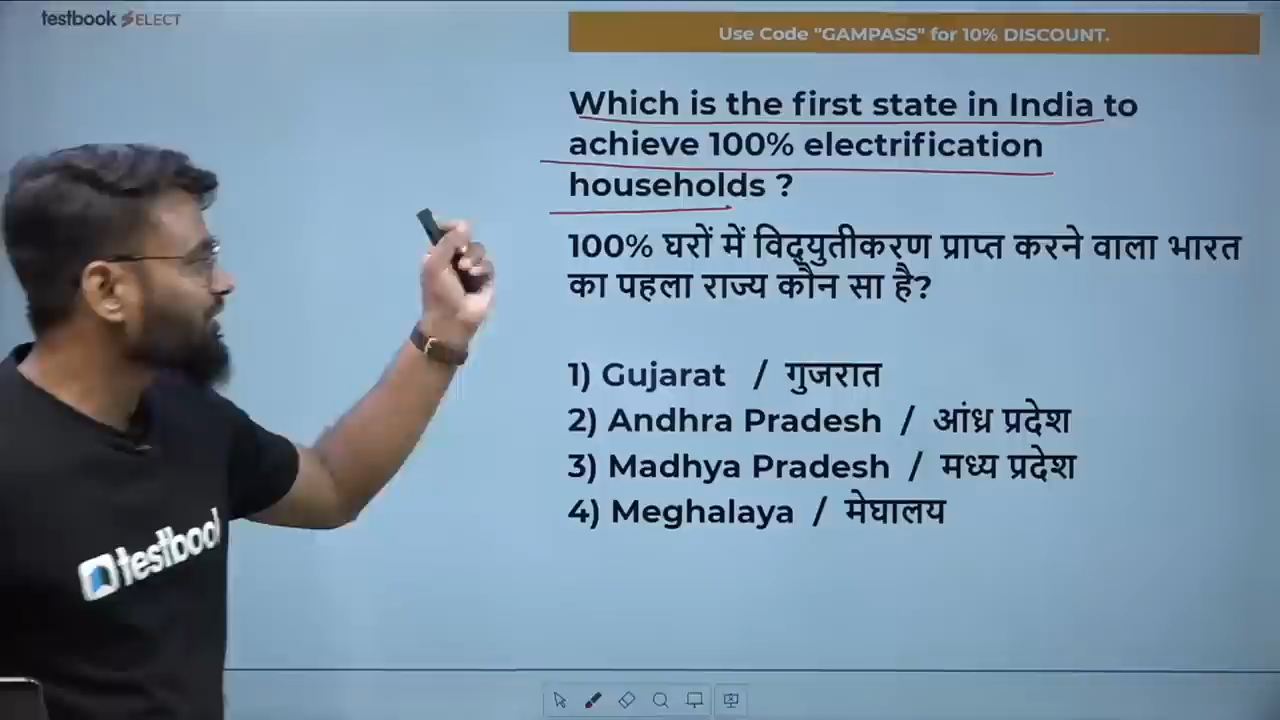 testbook SELECT
Use Code "GAMPASS" for 10% DISCOUNT.
Which is the first state in India to
achieve 100% electrification
households ?
100% घरों में विद्युतीकरण प्राप्त करने वाला भारत
का पहला राज्य कौन सा है?
1) Gujarat / गुजरात
2) Andhra Pradesh / आंध्र प्रदेश
3) Madhya Pradesh / मध्य प्रदेश
4) Meghalaya / मेघालय
testbook